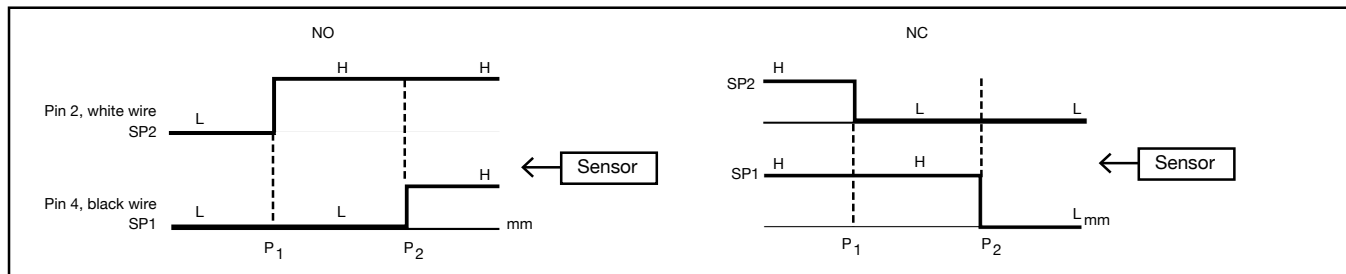 NO
H H
Pin 2, white wire L
SP2
Sensor
H
Pin 4, black wire L L
SP1 mm
P1 P2
NC
H
SP2 L L
Sensor
H H
SP1
L mm
P1 P2